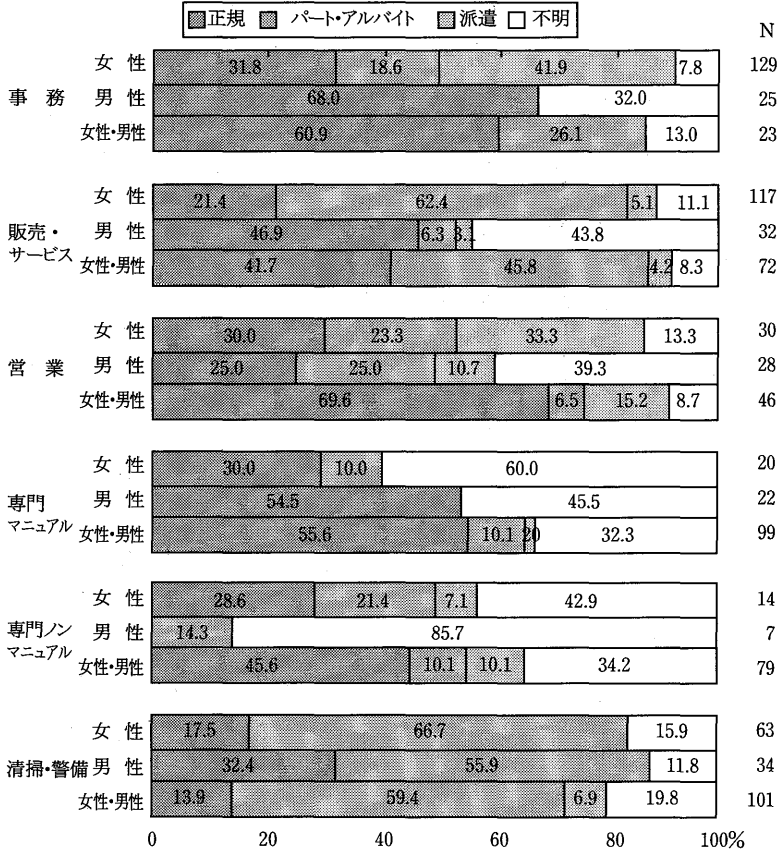 正規 パート・アルバイト 派遣 不明
N
事務 女性 31.8 18.6 41.9 7.8 129
男性 68.0 32.0 25
女性・男性 60.9 26.1 13.0 23
販売・サービス 女性 21.4 62.4 5.1 11.1 117
男性 46.9 6.3 3.1 43.8 32
女性・男性 41.7 45.8 4.2 8.3 72
営業 女性 30.0 23.3 33.3 13.3 30
男性 25.0 25.0 10.7 39.3 28
女性・男性 69.6 6.5 15.2 8.7 46
専門マニュアル 女性 30.0 10.0 60.0 20
男性 54.5 45.5 22
女性・男性 55.6 10.1 20 32.3 99
専門ノンマニュアル 女性 28.6 21.4 7.1 42.9 14
男性 14.3 85.7 7
女性・男性 45.6 10.1 10.1 34.2 79
清掃・警備 女性 17.5 66.7 15.9 63
男性 32.4 55.9 11.8 34
女性・男性 13.9 59.4 6.9 19.8 101
0 20 40 60 80 100%